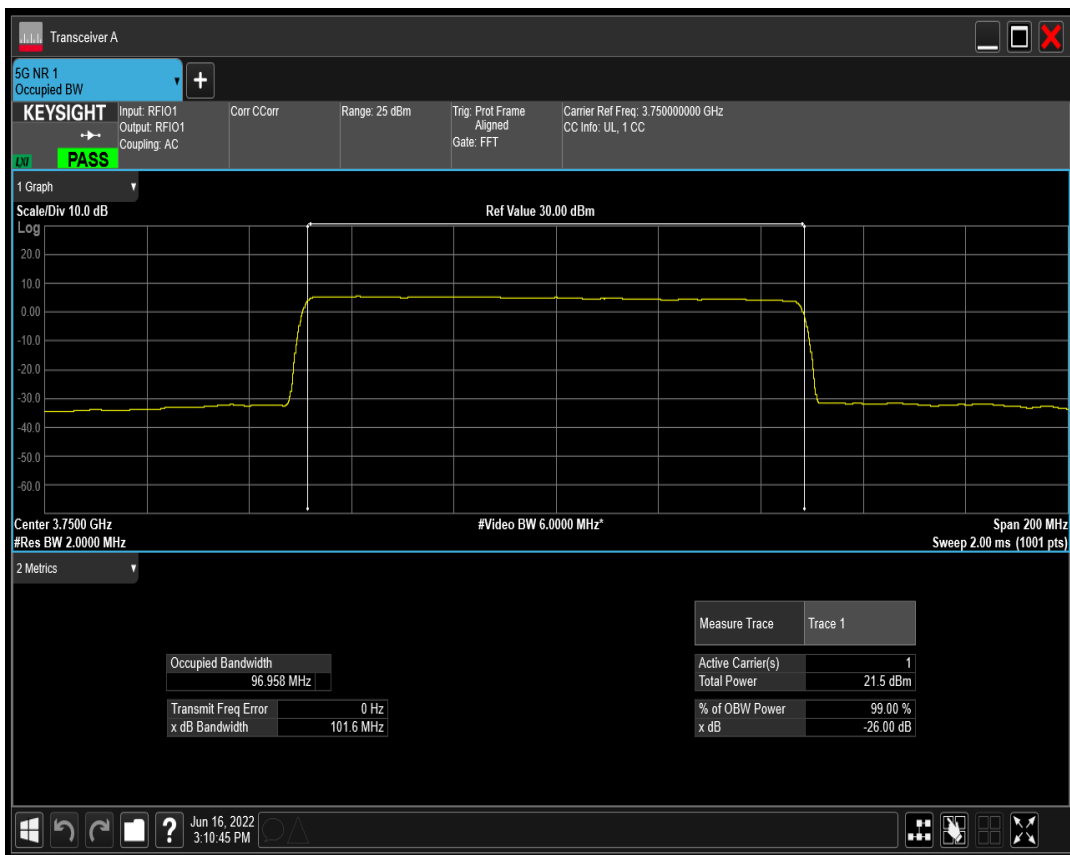 Transceiver A
5G NR 1
Occupied BW
+
KEYSIGHT
LXI
PASS
Input: RFIO1
Output: RFIO1
Coupling: AC
Corr CCorr
Range: 25 dBm
Trig: Prot Frame
Aligned
Gate: FFT
Carrier Ref Freq: 3.750000000 GHz
CC Info: UL, 1 CC
1 Graph
Scale/Div 10.0 dB
Ref Value 30.00 dBm
Log
20.0
10.0
0.00
-10.0
-20.0
-30.0
-40.0
-50.0
-60.0
Center 3.7500 GHz
#Video BW 6.0000 MHz*
Span 200 MHz
#Res BW 2.0000 MHz
Sweep 2.00 ms (1001 pts)
2 Metrics
Measure Trace Trace 1
Occupied Bandwidth
96.958 MHz
Active Carrier(s) 1
Total Power 21.5 dBm
Transmit Freq Error 0 Hz
x dB Bandwidth 101.6 MHz
% of OBW Power 99.00 %
x dB -26.00 dB
?
Jun 16, 2022
3:10:45 PM